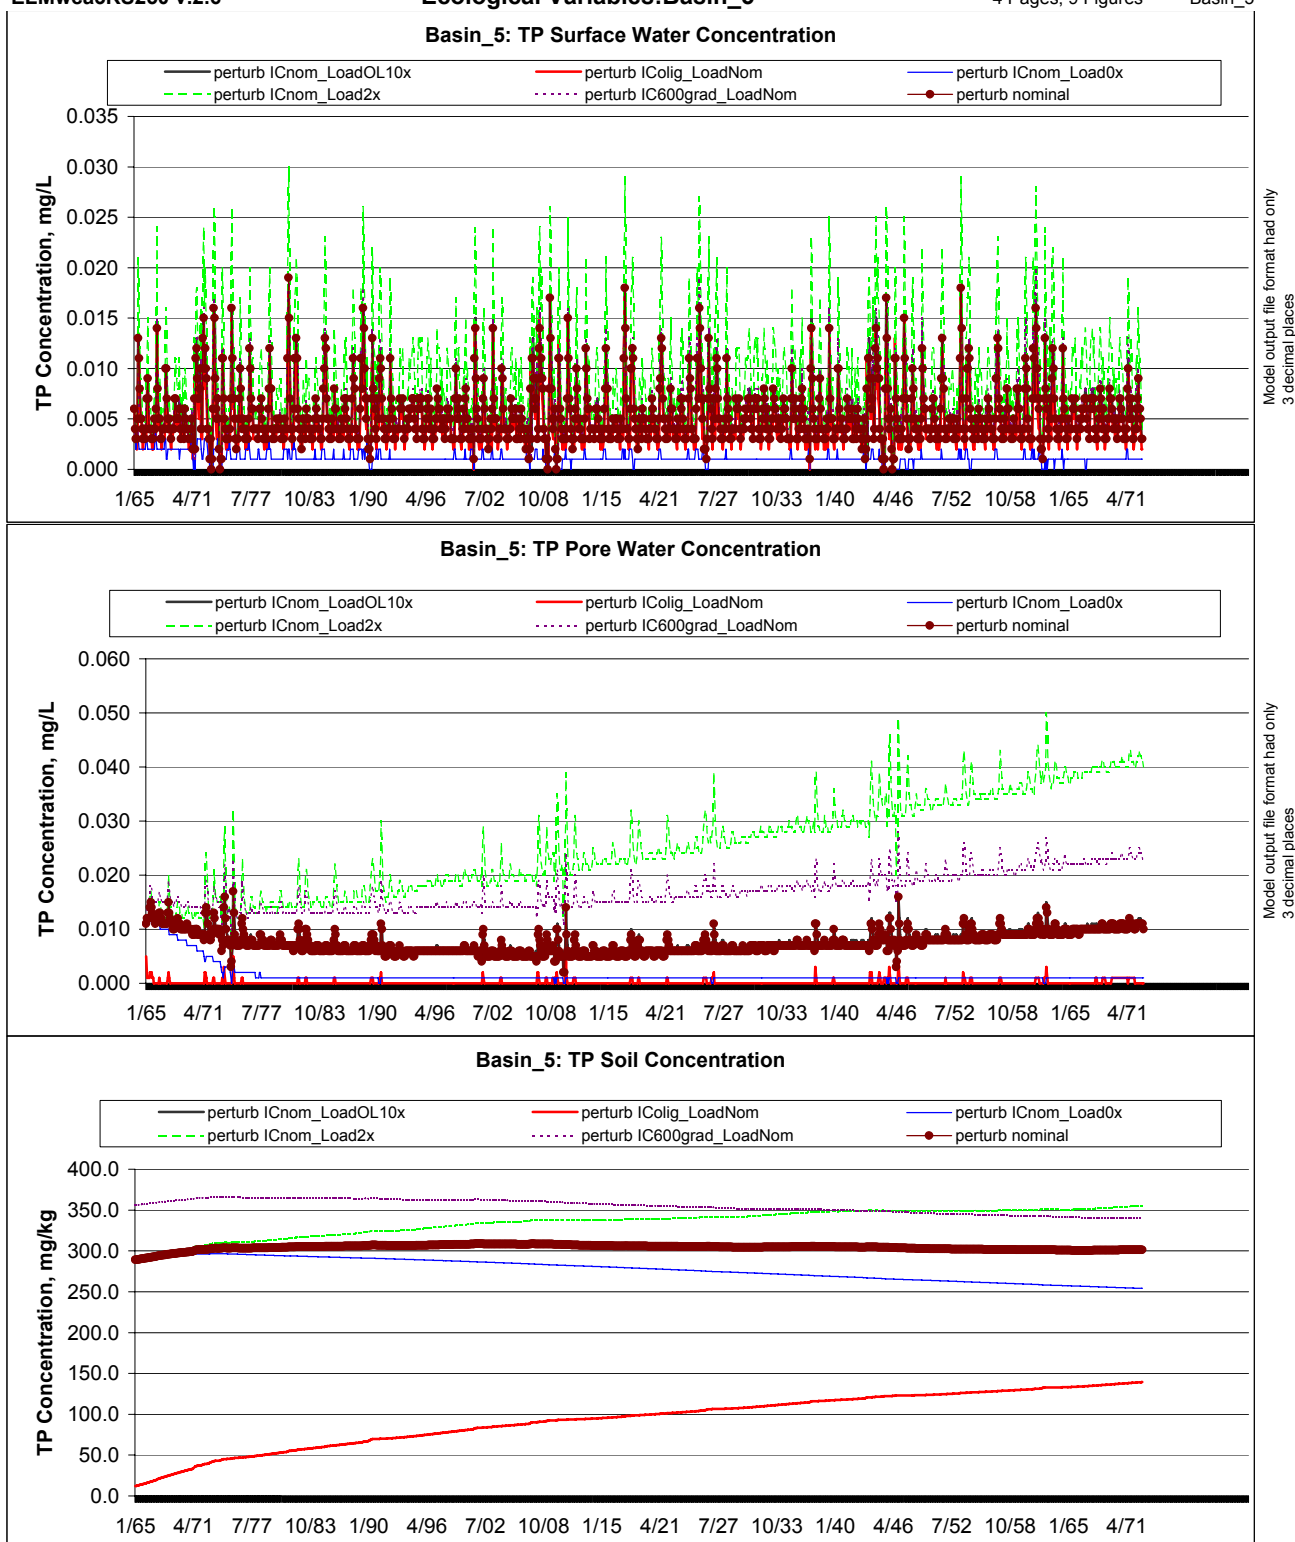 Basin_5: TP Surface Water Concentration
perturb ICnom_LoadOL10x perturb IColig_LoadNom perturb ICnom_Load0x
perturb ICnom_Load2x perturb IC600grad_LoadNom perturb nominal
TP Concentration, mg/L
0.035
0.030
0.025
0.020
0.015
0.010
0.005
0.000
1/65 4/71 7/77 10/83 1/90 4/96 7/02 10/08 1/15 4/21 7/27 10/33 1/40 4/46 7/52 10/58 1/65 4/71
Model output file format had only
3 decimal places
Basin_5: TP Pore Water Concentration
perturb ICnom_LoadOL10x perturb IColig_LoadNom perturb ICnom_Load0x
perturb ICnom_Load2x perturb IC600grad_LoadNom perturb nominal
TP Concentration, mg/L
0.060
0.050
0.040
0.030
0.020
0.010
0.000
1/65 4/71 7/77 10/83 1/90 4/96 7/02 10/08 1/15 4/21 7/27 10/33 1/40 4/46 7/52 10/58 1/65 4/71
Model output file format had only
3 decimal places
Basin_5: TP Soil Concentration
perturb ICnom_LoadOL10x perturb IColig_LoadNom perturb ICnom_Load0x
perturb ICnom_Load2x perturb IC600grad_LoadNom perturb nominal
TP Concentration, mg/kg
400.0
350.0
300.0
250.0
200.0
150.0
100.0
50.0
0.0
1/65 4/71 7/77 10/83 1/90 4/96 7/02 10/08 1/15 4/21 7/27 10/33 1/40 4/46 7/52 10/58 1/65 4/71